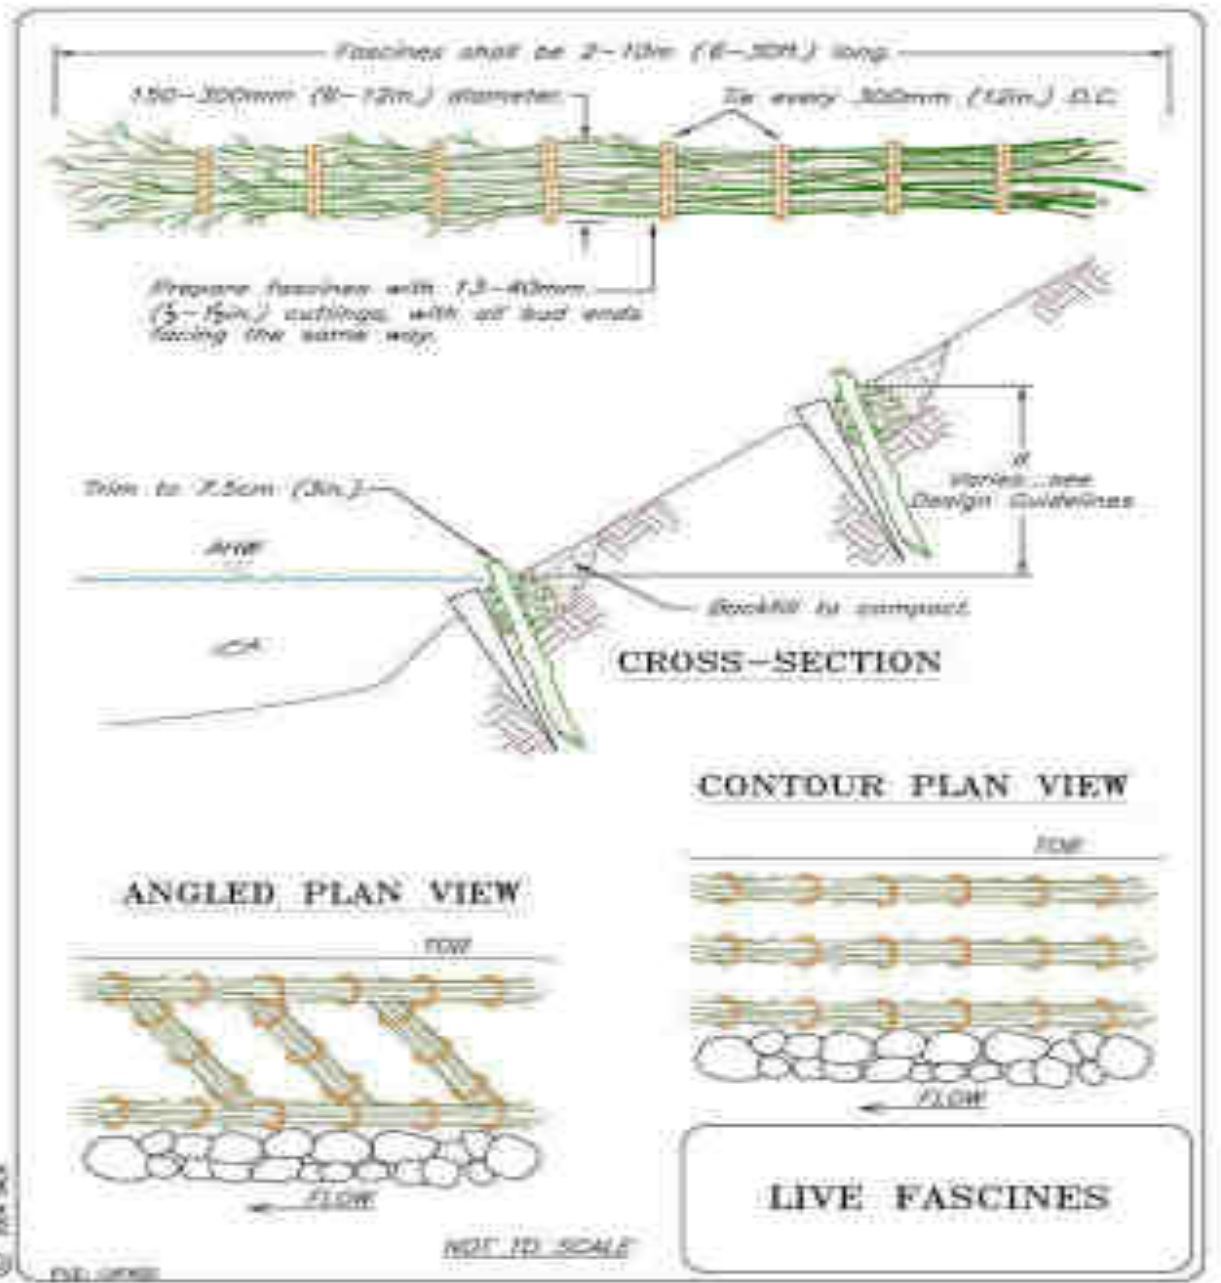 Fascines shall be 2-10m (6-30ft.) long.
150-300mm (6-12in.) diameter.
Tie every 300mm (12in.) O.C.
Prepare fascines with 13-40mm.
(½-1½in.) cuttings, with all bud ends
facing the same way.
Trim to 7.5cm (3in.)
AHW
Varies...see
Design Guidelines
Backfill to compact.
CROSS-SECTION
CONTOUR PLAN VIEW
TOB
ANGLED PLAN VIEW
TOB
FLOW
FLOW
LIVE FASCINES
NOT TO SCALE